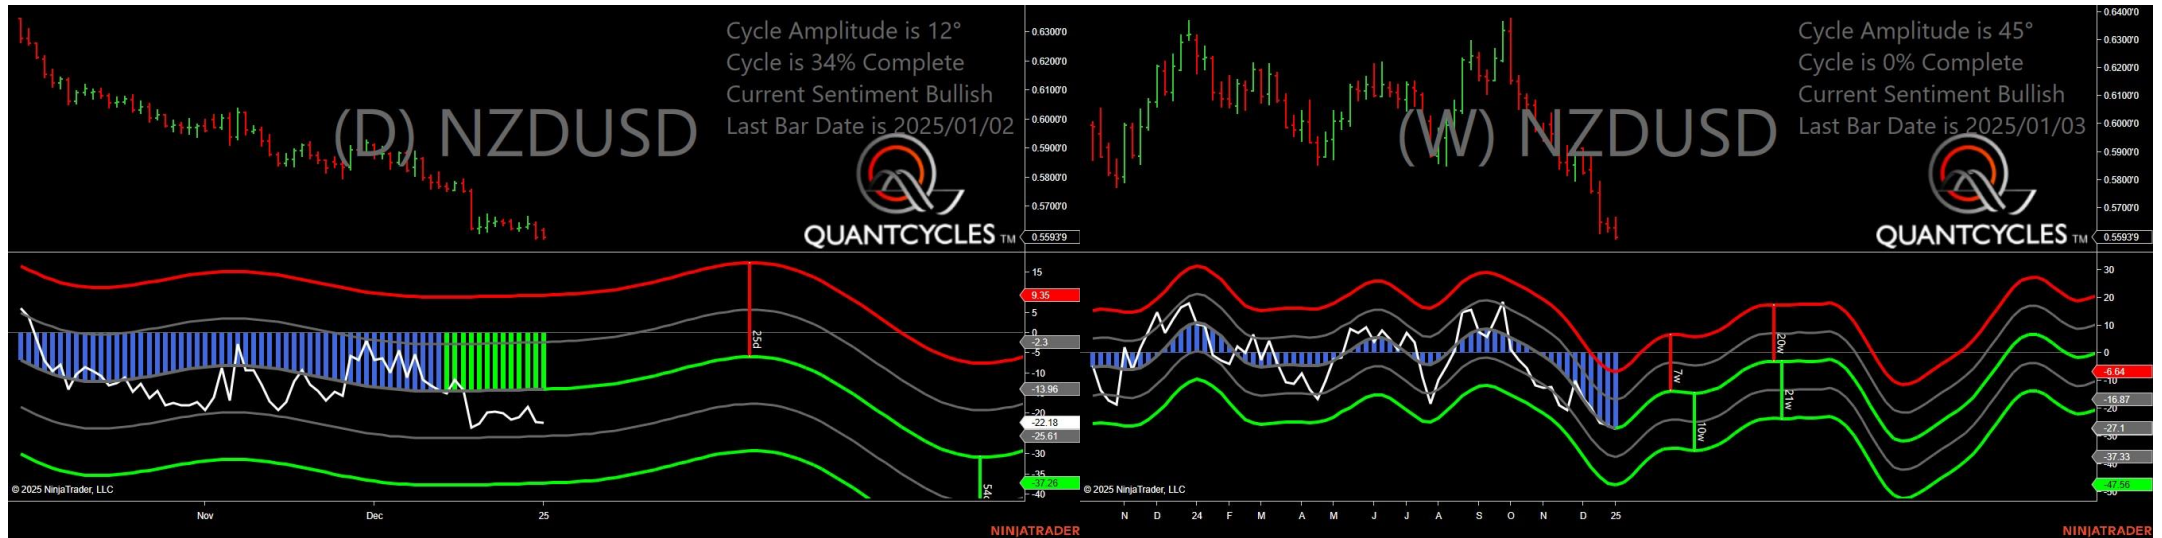 Cycle Amplitude is 12°
Cycle is 34% Complete
Current Sentiment Bullish
Last Bar Date is 2025/01/02
(D) NZDUSD
QUANTCYCLES TM
0.6300'0
0.6200'0
0.6100'0
0.6000'0
0.5900'0
0.5800'0
0.5700'0
0.5593'9
15
9.35
5
0
-2.3
-5
-10
-13.96
-20
-22.18
-25.61
-30
-35
-37.26
-40
25d
54d
© 2025 NinjaTrader, LLC
Nov
Dec
25
NINJATRADER
Cycle Amplitude is 45°
Cycle is 0% Complete
Current Sentiment Bullish
Last Bar Date is 2025/01/03
(W) NZDUSD
QUANTCYCLES TM
0.6400'0
0.6300'0
0.6200'0
0.6100'0
0.6000'0
0.5900'0
0.5800'0
0.5700'0
0.5593'9
30
20
10
0
-6.64
-10
-16.87
-20
-27.1
-30
-37.33
-40
-47.56
-50
7w
10w
20w
21w
© 2025 NinjaTrader, LLC
N D 24 F M A M J J A S O N D 25
NINJATRADER